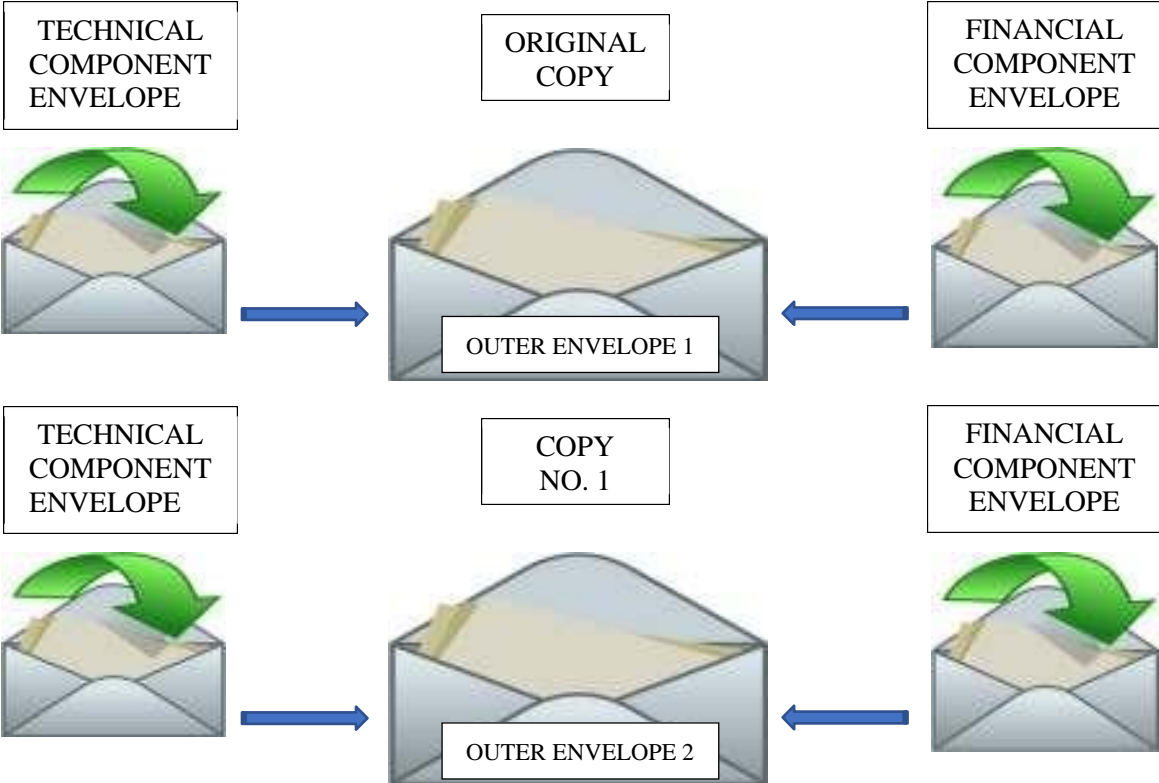 TECHNICAL
COMPONENT
ENVELOPE
ORIGINAL
COPY
FINANCIAL
COMPONENT
ENVELOPE
OUTER ENVELOPE 1
TECHNICAL
COMPONENT
ENVELOPE
COPY
NO. 1
FINANCIAL
COMPONENT
ENVELOPE
OUTER ENVELOPE 2